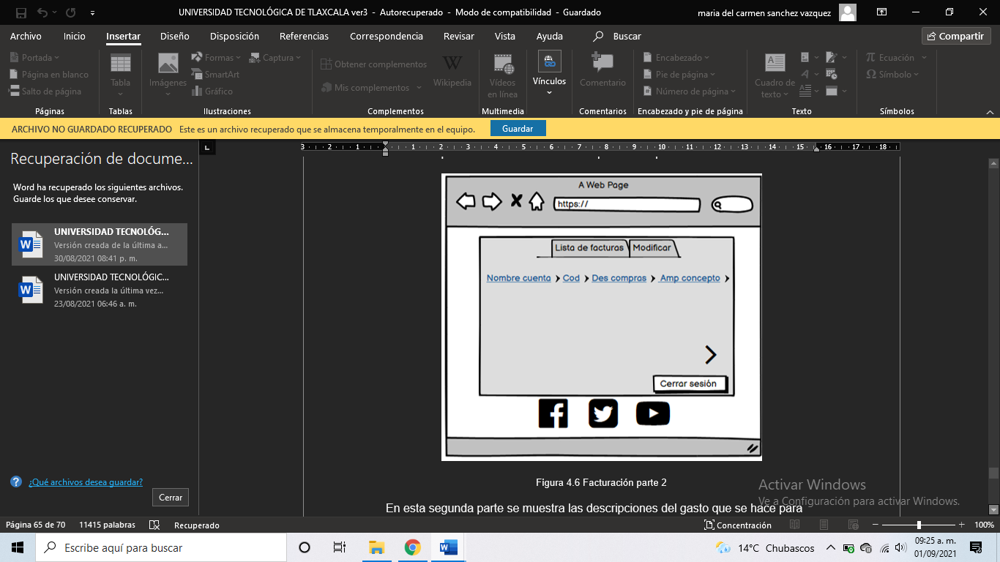 UNIVERSIDAD TECNOLÓGICA DE TLAXCALA ver3 - Autorecuperado - Modo de compatibilidad - Guardado
maria del carmen sanchez vazquez
Archivo Inicio Insertar Diseño Disposición Referencias Correspondencia Revisar Vista Ayuda Buscar Compartir
Portada
Página en blanco
Salto de página
Páginas
Tabla
Tablas
Imágenes
Formas
SmartArt
Gráfico
Captura
Ilustraciones
Obtener complementos
Mis complementos
Wikipedia
Complementos
Vídeos
en línea
Multimedia
Vínculos
Comentario
Comentarios
Encabezado
Pie de página
Número de página
Encabezado y pie de página
Cuadro de
texto
Texto
Ecuación
Símbolo
Símbolos
ARCHIVO NO GUARDADO RECUPERADO Este es un archivo recuperado que se almacena temporalmente en el equipo. Guardar
3 2 1 1 2 3 4 5 6 7 8 9 10 11 12 13 14 15 16 17 18
Recuperación de docume...
Word ha recuperado los siguientes archivos.
Guarde los que desee conservar.
UNIVERSIDAD TECNOLÓG...
Versión creada de la última a...
30/08/2021 08:41 p. m.
UNIVERSIDAD TECNOLÓGIC...
Versión creada la última vez...
23/08/2021 06:46 a. m.
¿Qué archivos desea guardar?
Cerrar
A Web Page
https://
Lista de facturas Modificar
Nombre cuenta Cod Des compras Amp concepto
Cerrar sesión
Figura 4.6 Facturación parte 2
En esta segunda parte se muestra las descripciones del gasto que se hace para
Activar Windows
Ve a Configuración para activar Windows.
Página 65 de 70 11415 palabras Recuperado Concentración 100%
Escribe aquí para buscar
14°C Chubascos
09:25 a. m.
01/09/2021